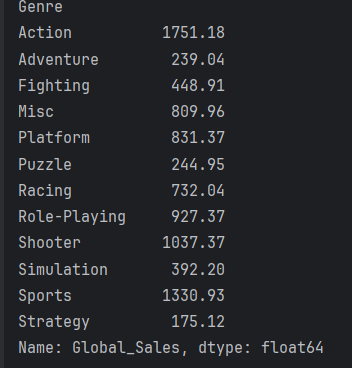 Genre
Action          1751.18
Adventure        239.04
Fighting         448.91
Misc             809.96
Platform         831.37
Puzzle           244.95
Racing           732.04
Role-Playing     927.37
Shooter         1037.37
Simulation       392.20
Sports          1330.93
Strategy         175.12
Name: Global_Sales, dtype: float64